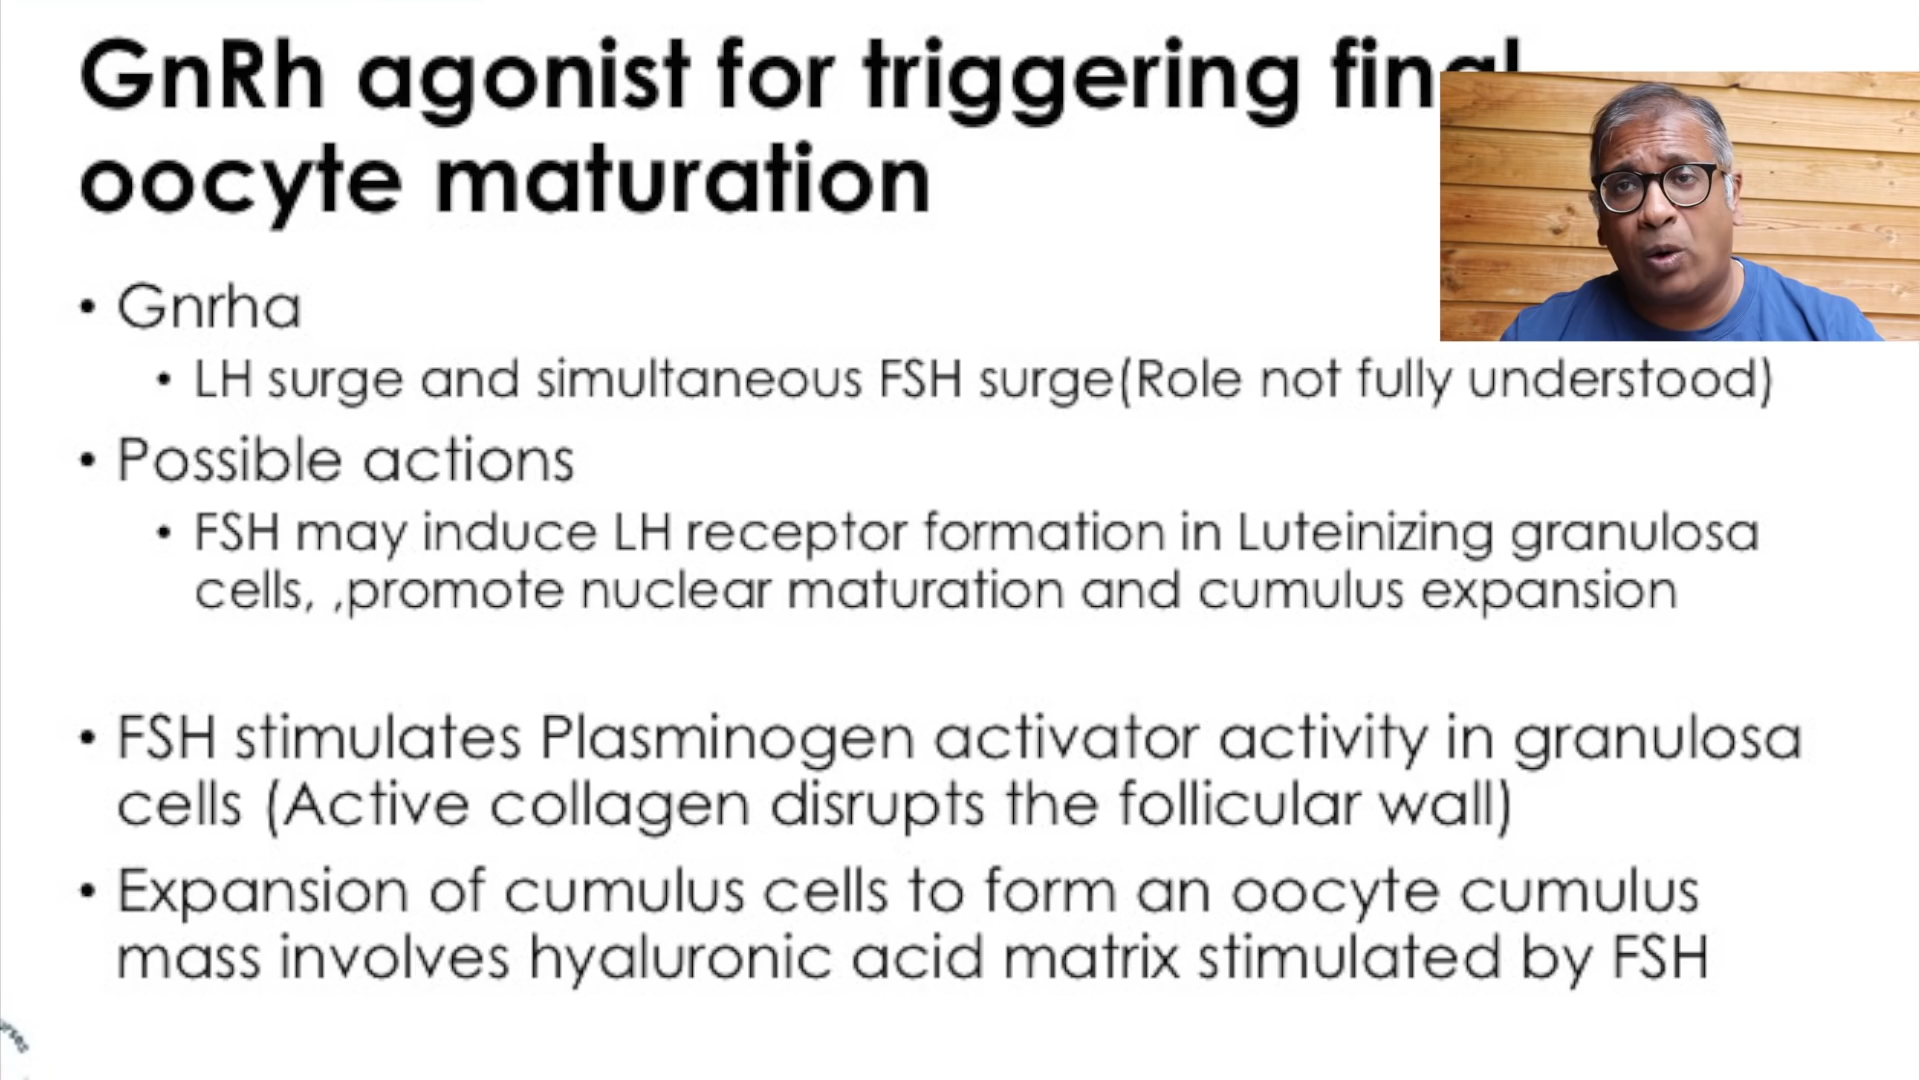 GnRh agonist for triggering final
oocyte maturation
• Gnrha
• LH surge and simultaneous FSH surge(Role not fully understood)
• Possible actions
• FSH may induce LH receptor formation in Luteinizing granulosa
cells, ,promote nuclear maturation and cumulus expansion
• FSH stimulates Plasminogen activator activity in granulosa
cells (Active collagen disrupts the follicular wall)
• Expansion of cumulus cells to form an oocyte cumulus
mass involves hyaluronic acid matrix stimulated by FSH